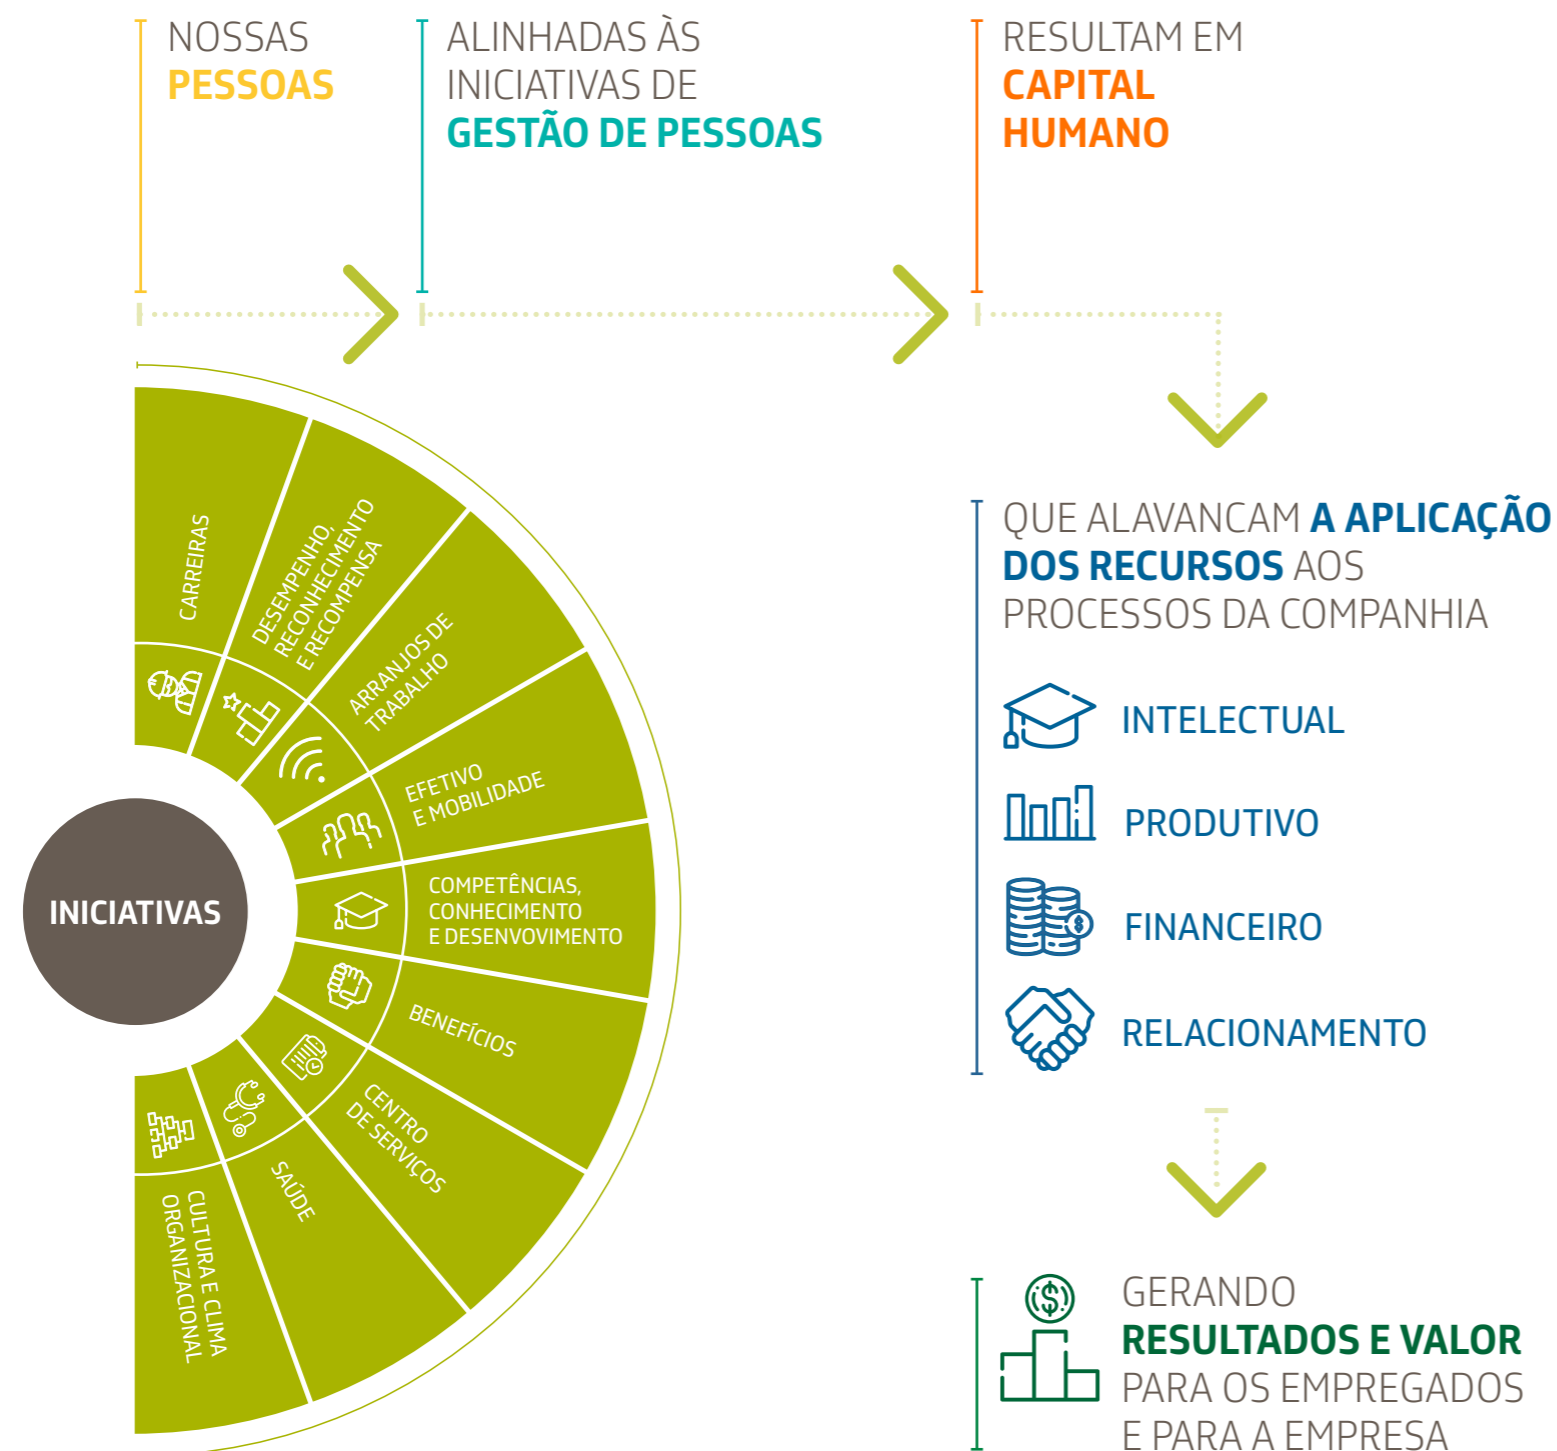 NOSSAS
PESSOAS
ALINHADAS ÀS
INICIATIVAS DE
GESTÃO DE PESSOAS
RESULTAM EM
CAPITAL
HUMANO
QUE ALAVANCAM A APLICAÇÃO
DOS RECURSOS AOS
PROCESSOS DA COMPANHIA
INTELECTUAL
PRODUTIVO
FINANCEIRO
RELACIONAMENTO
GERANDO
RESULTADOS E VALOR
PARA OS EMPREGADOS
E PARA A EMPRESA
INICIATIVAS
CARREIRAS
DESEMPENHO,
RECONHECIMENTO
E RECOMPENSA
ARRANJOS DE
TRABALHO
EFETIVO
E MOBILIDADE
COMPETÊNCIAS,
CONHECIMENTO
E DESENVOVIMENTO
BENEFÍCIOS
CENTRO
DE SERVIÇOS
SAÚDE
CULTURA E CLIMA
ORGANIZACIONAL